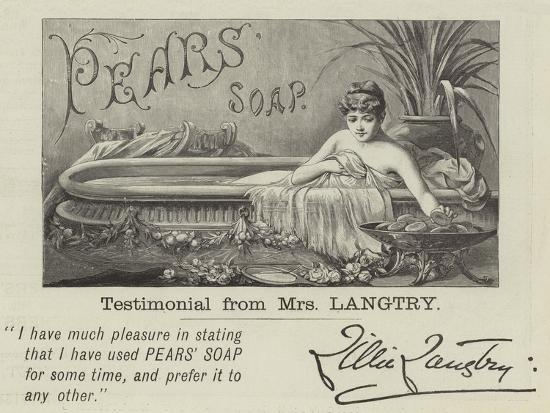 PEARS'
SOAP.
Testimonial from Mrs. LANGTRY.
"I have much pleasure in stating
that I have used PEARS' SOAP
for some time, and prefer it to
any other."
Lillie Langtry.